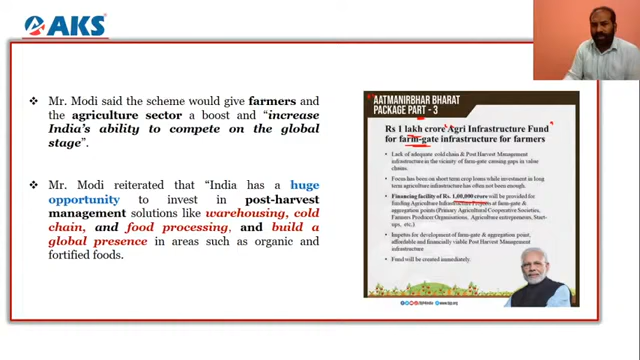 AKS
❖ Mr. Modi said the scheme would give farmers and
the agriculture sector a boost and "increase
India's ability to compete on the global
stage".
❖ Mr. Modi reiterated that "India has a huge
opportunity to invest in post-harvest
management solutions like warehousing, cold
chain, and food processing, and build a
global presence in areas such as organic and
fortified foods.
AATMANIRBHAR BHARAT
PACKAGE PART - 3
Rs 1 lakh crore Agri Infrastructure Fund
for farm-gate infrastructure for farmers
• Lack of adequate cold chain & Post Harvest Management
infrastructure in the vicinity of farm-gate causing gaps in value
chains.
• Focus has been on short term crop loans while investment in long
term agriculture infrastructure has often not been enough.
• Financing facility of Rs. 1,00,000 crore will be provided for
funding Agriculture Infrastructure Projects at farm-gate &
aggregation points (Primary Agricultural Cooperative Societies,
Farmers Producer Organizations, Agriculture entrepreneurs, Start-
ups, etc.)
• Impetus for development of farm-gate & aggregation point,
affordable and financially viable Post Harvest Management
infrastructure
• Fund will be created immediately.
BJP4India
www.bjp.org